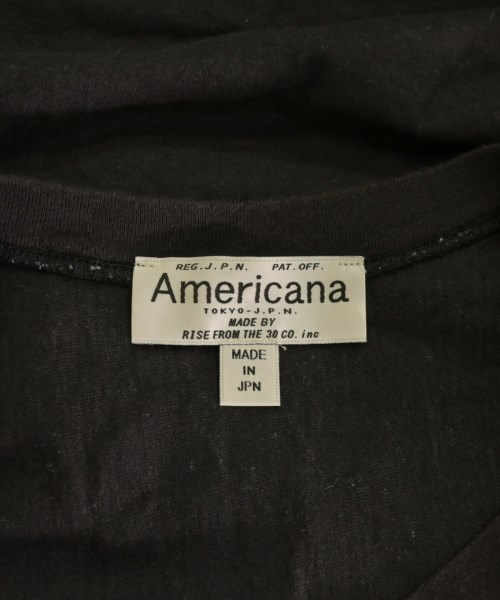 REG.J.P.N. PAT.OFF.
Americana
TOKYO-J.P.N.
MADE BY
RISE FROM THE 30 CO. inc
MADE
IN
JPN